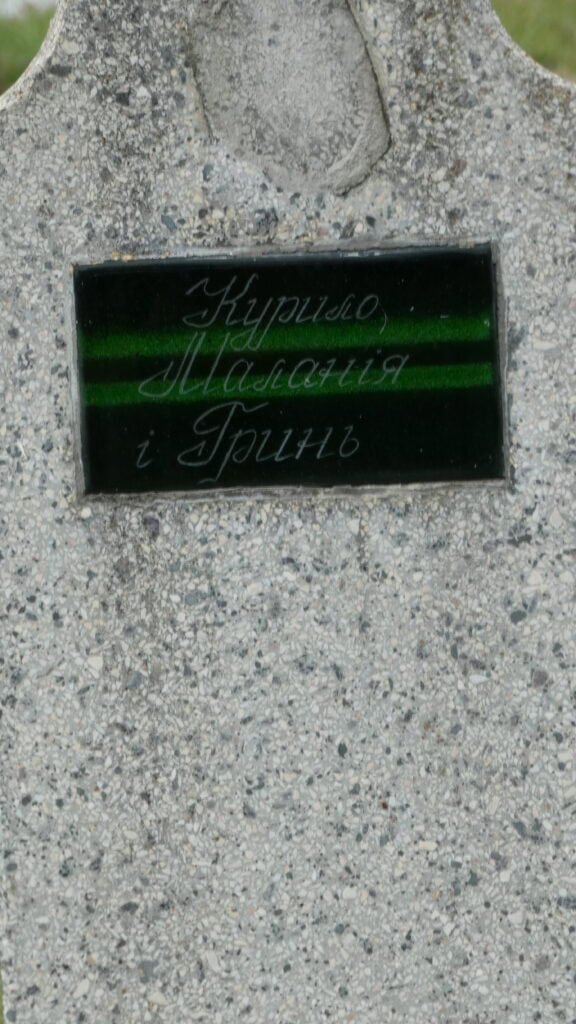 Курило,
Маланія
і Гринь